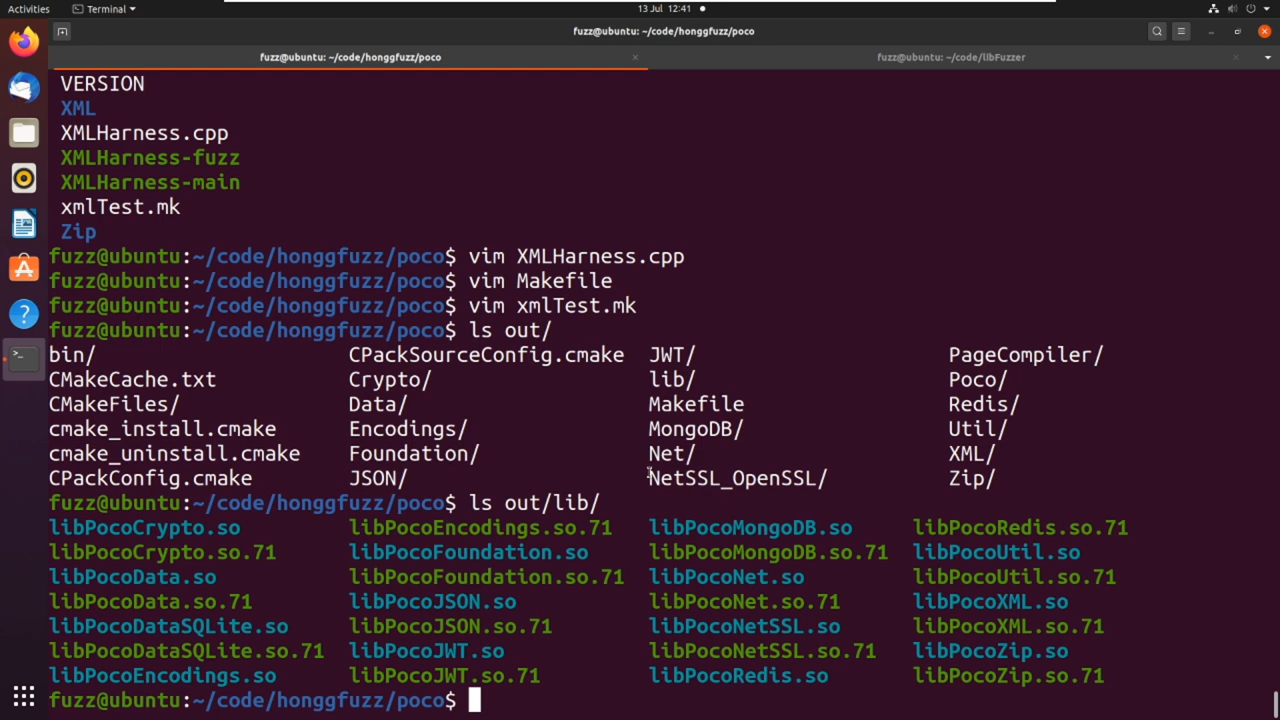 Activities Terminal 13 Jul 12:41
fuzz@ubuntu: ~/code/honggfuzz/poco
fuzz@ubuntu: ~/code/honggfuzz/poco fuzz@ubuntu: ~/code/libFuzzer
VERSION
XML
XMLHarness.cpp
XMLHarness-fuzz
XMLHarness-main
xmlTest.mk
Zip
fuzz@ubuntu:~/code/honggfuzz/poco$ vim XMLHarness.cpp
fuzz@ubuntu:~/code/honggfuzz/poco$ vim Makefile
fuzz@ubuntu:~/code/honggfuzz/poco$ vim xmlTest.mk
fuzz@ubuntu:~/code/honggfuzz/poco$ ls out/
bin/ CPackSourceConfig.cmake JWT/ PageCompiler/
CMakeCache.txt Crypto/ lib/ Poco/
CMakeFiles/ Data/ Makefile Redis/
cmake_install.cmake Encodings/ MongoDB/ Util/
cmake_uninstall.cmake Foundation/ Net/ XML/
CPackConfig.cmake JSON/ NetSSL_OpenSSL/ Zip/
fuzz@ubuntu:~/code/honggfuzz/poco$ ls out/lib/
libPocoCrypto.so libPocoEncodings.so.71 libPocoMongoDB.so libPocoRedis.so.71
libPocoCrypto.so.71 libPocoFoundation.so libPocoMongoDB.so.71 libPocoUtil.so
libPocoData.so libPocoFoundation.so.71 libPocoNet.so libPocoUtil.so.71
libPocoData.so.71 libPocoJSON.so libPocoNet.so.71 libPocoXML.so
libPocoDataSQLite.so libPocoJSON.so.71 libPocoNetSSL.so libPocoXML.so.71
libPocoDataSQLite.so.71 libPocoJWT.so libPocoNetSSL.so.71 libPocoZip.so
libPocoEncodings.so libPocoJWT.so.71 libPocoRedis.so libPocoZip.so.71
fuzz@ubuntu:~/code/honggfuzz/poco$